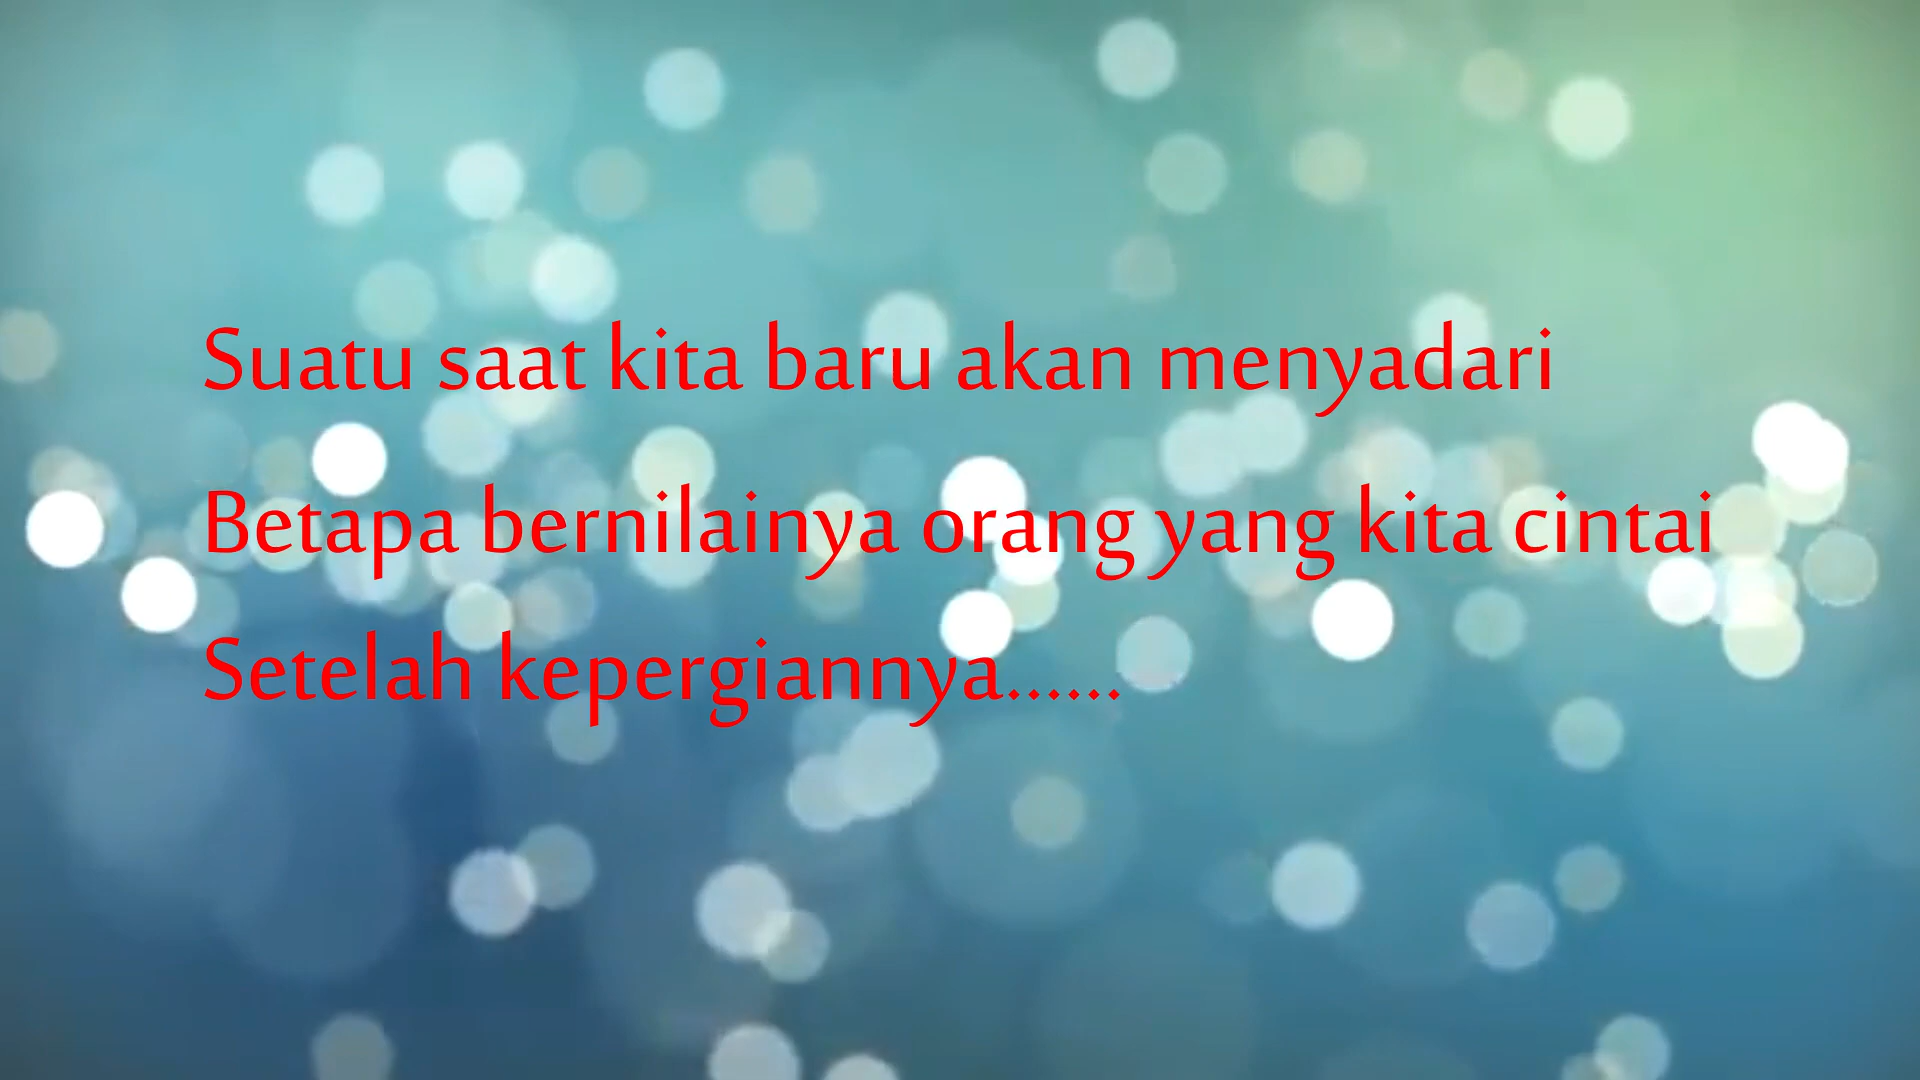 Suatu saat kita baru akan menyadari
Betapa bernilainya orang yang kita cintai
Setelah kepergiannya......